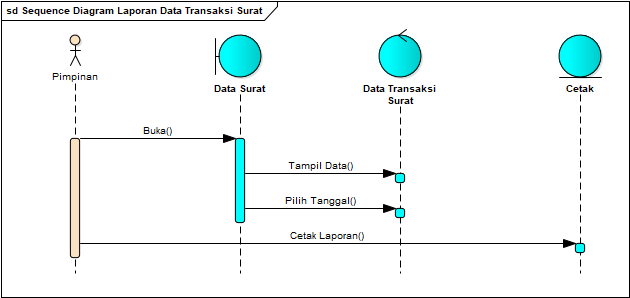 sd Sequence Diagram Laporan Data Transaksi Surat
Pimpinan
Data Surat
Data Transaksi
Surat
Cetak
Buka()
Tampil Data()
Pilih Tanggal()
Cetak Laporan()